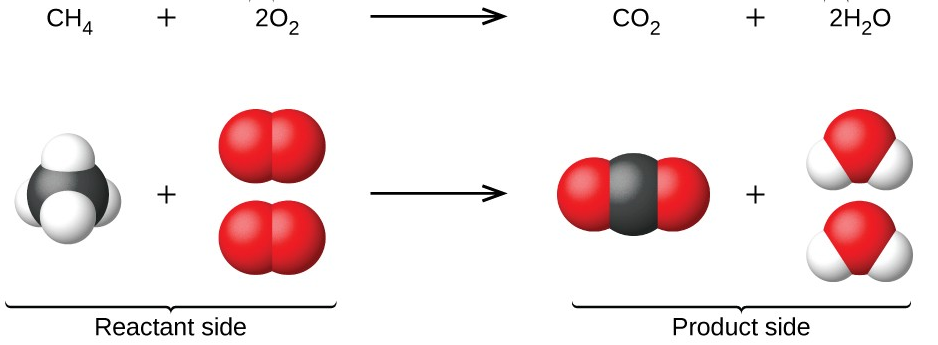 CH₄ + 2O₂ ⟶ CO₂ + 2H₂O
+ ⟶ +
Reactant side Product side